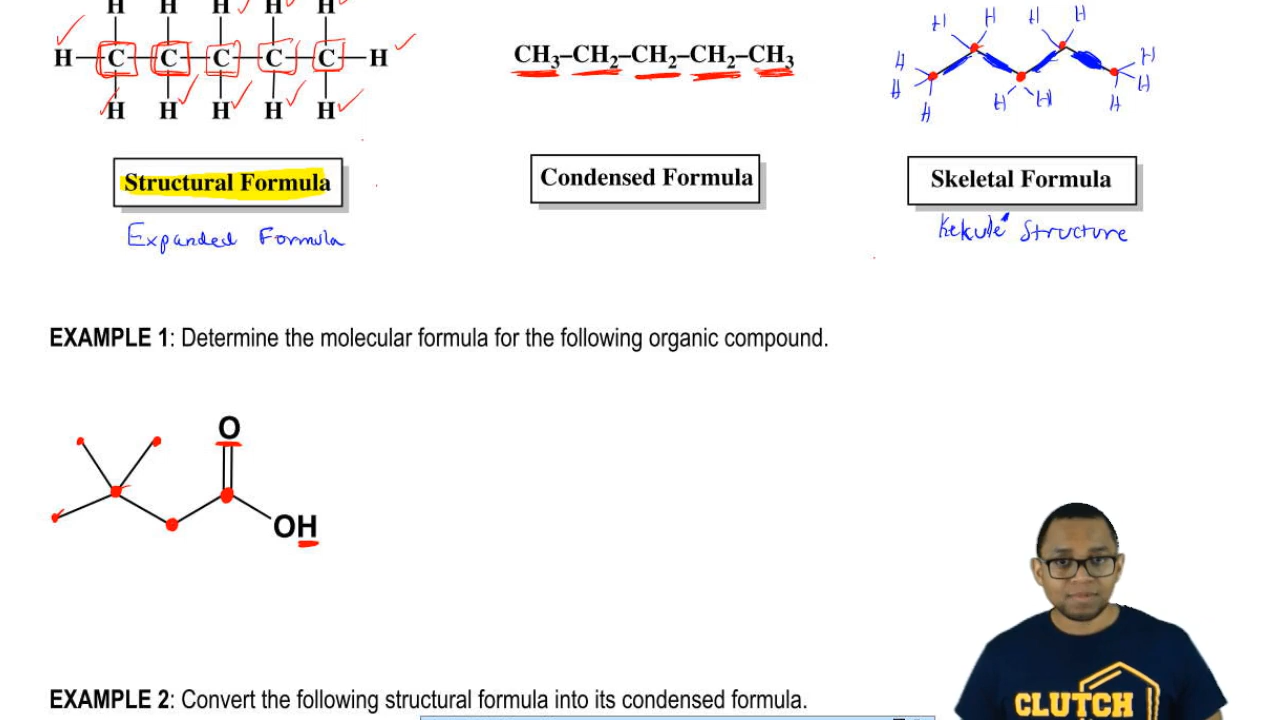 H H H H H
H–C–C–C–C–C–H
H H H H H
CH₃–CH₂–CH₂–CH₂–CH₃
H H H H
H H
H H
H H H H
Structural Formula
Condensed Formula
Skeletal Formula
Expanded Formula
Kekulé Structure
EXAMPLE 1: Determine the molecular formula for the following organic compound.
O
OH
EXAMPLE 2: Convert the following structural formula into its condensed formula.
CLUTCH